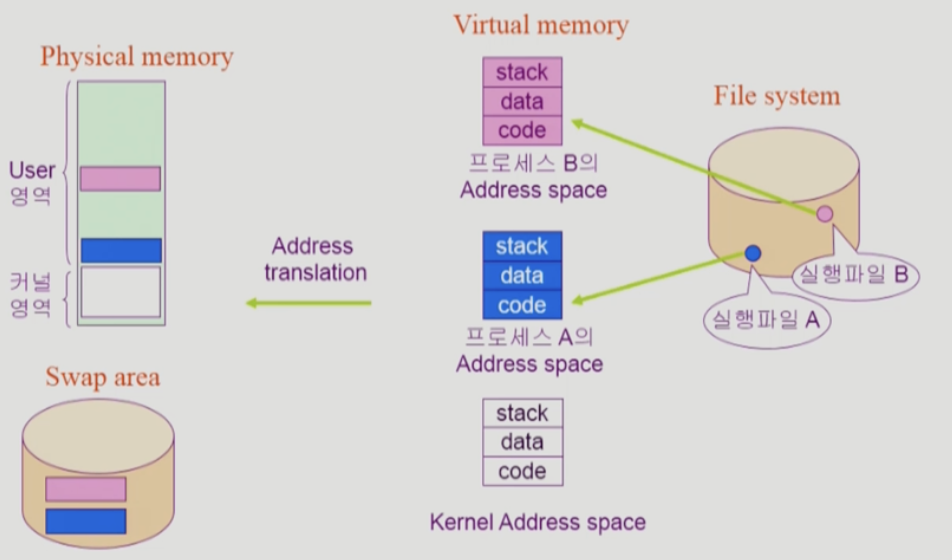 Virtual memory
Physical memory
File system
stack
data
code
프로세스 B의
Address space
User
영역
커널
영역
Address
translation
stack
data
code
프로세스 A의
Address space
실행파일 B
실행파일 A
Swap area
stack
data
code
Kernel Address space